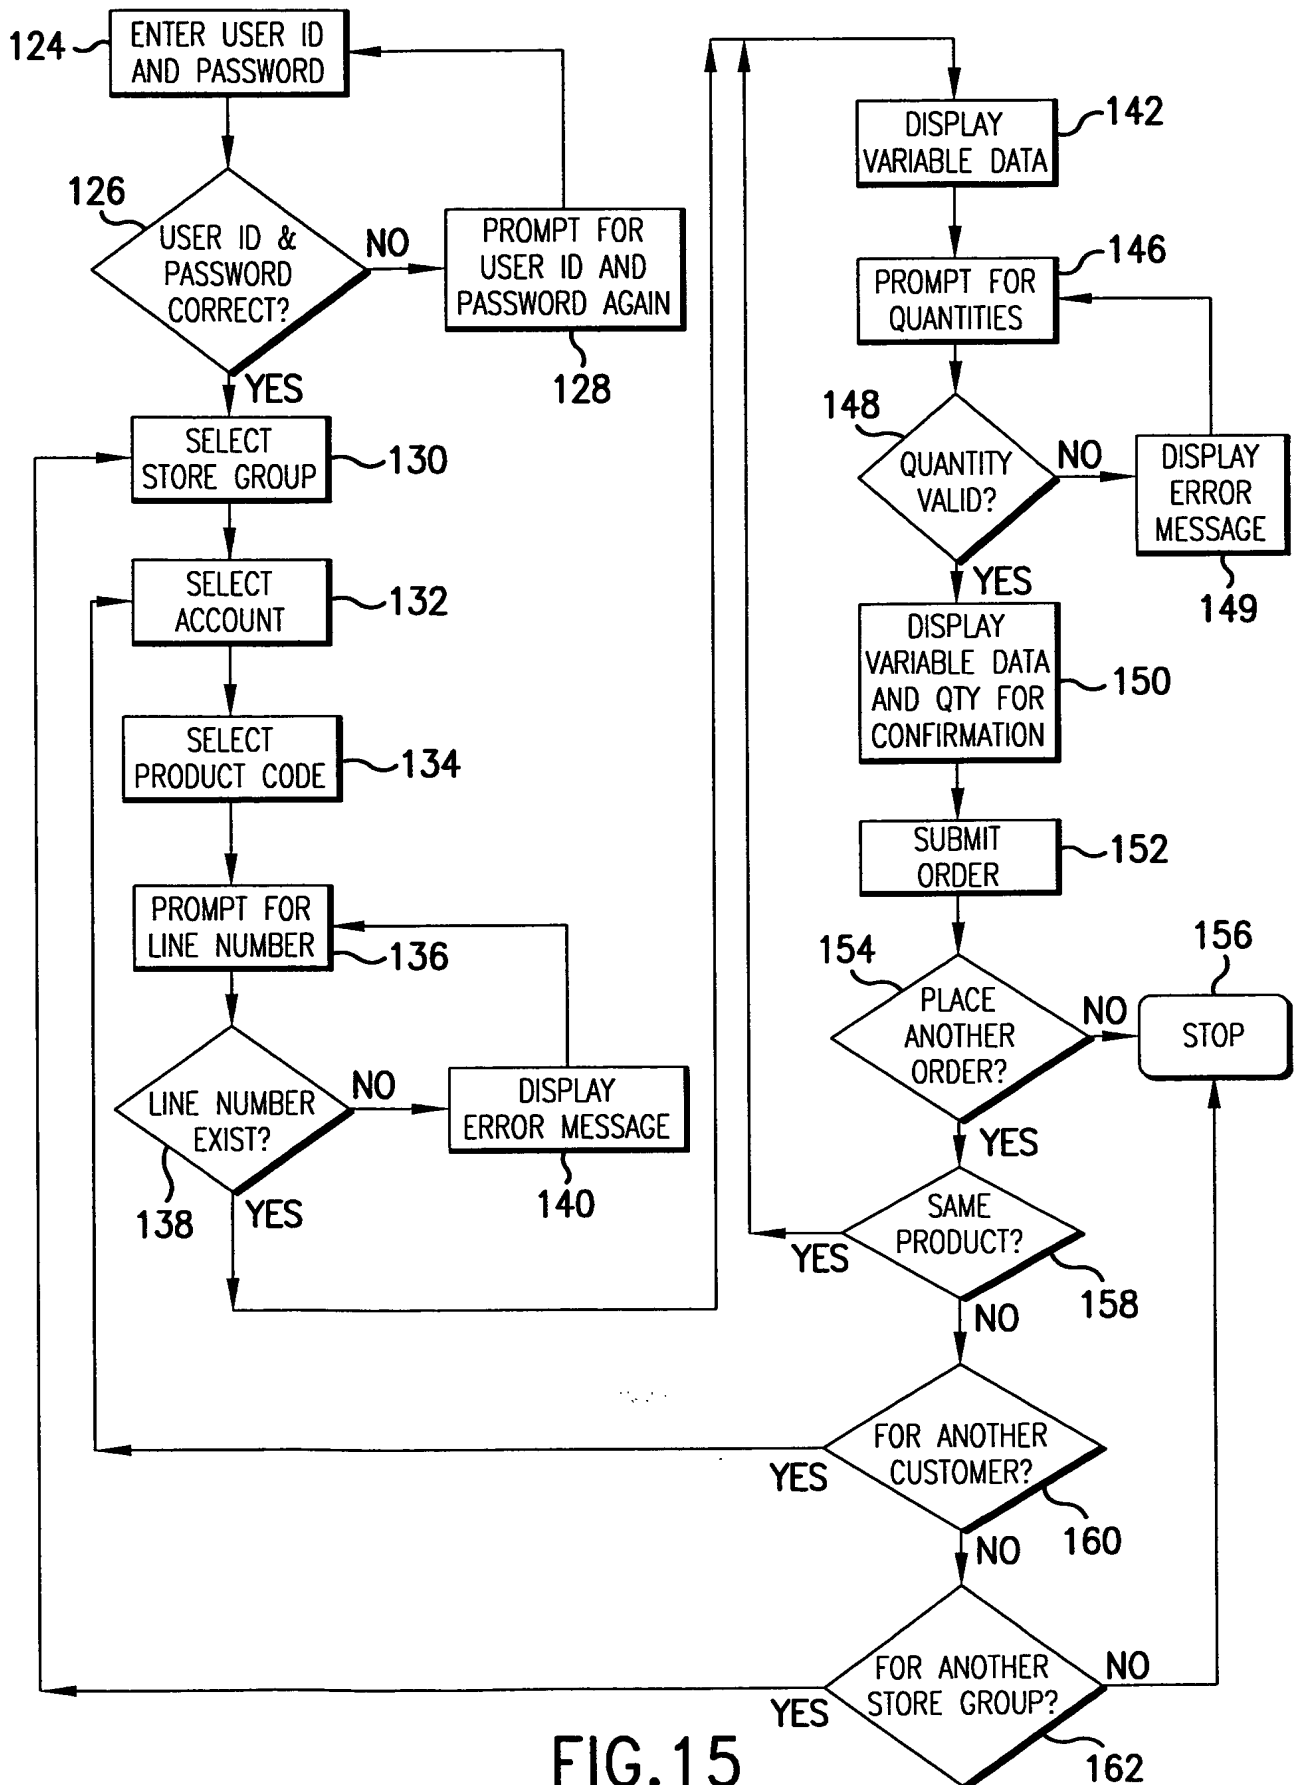 124
ENTER USER ID
AND PASSWORD
126
USER ID &
PASSWORD
CORRECT?
NO
PROMPT FOR
USER ID AND
PASSWORD AGAIN
128
YES
SELECT
STORE GROUP
130
SELECT
ACCOUNT
132
SELECT
PRODUCT CODE
134
PROMPT FOR
LINE NUMBER
136
LINE NUMBER
EXIST?
138
NO
DISPLAY
ERROR MESSAGE
140
YES
DISPLAY
VARIABLE DATA
142
PROMPT FOR
QUANTITIES
146
148
QUANTITY
VALID?
NO
DISPLAY
ERROR
MESSAGE
149
YES
DISPLAY
VARIABLE DATA
AND QTY FOR
CONFIRMATION
150
SUBMIT
ORDER
152
154
PLACE
ANOTHER
ORDER?
NO
156
STOP
YES
SAME
PRODUCT?
YES
158
NO
FOR ANOTHER
CUSTOMER?
YES
160
NO
FOR ANOTHER
STORE GROUP?
YES
NO
162
FIG.15